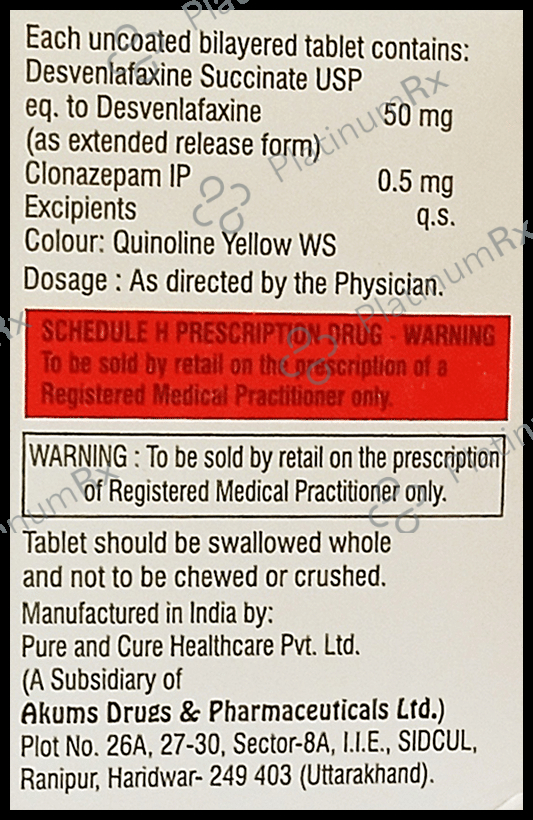 Each uncoated bilayered tablet contains:
Desvenlafaxine Succinate USP
eq. to Desvenlafaxine 50 mg
(as extended release form)
Clonazepam IP 0.5 mg
Excipients q.s.
Colour: Quinoline Yellow WS
Dosage : As directed by the Physician.
SCHEDULE H PRESCRIPTION DRUG - WARNING
To be sold by retail on the prescription of a
Registered Medical Practitioner only.
WARNING : To be sold by retail on the prescription
of Registered Medical Practitioner only.
Tablet should be swallowed whole
and not to be chewed or crushed.
Manufactured in India by:
Pure and Cure Healthcare Pvt. Ltd.
(A Subsidiary of
Akums Drugs & Pharmaceuticals Ltd.)
Plot No. 26A, 27-30, Sector-8A, I.I.E., SIDCUL,
Ranipur, Haridwar- 249 403 (Uttarakhand).
PlatinumRx
PlatinumRx